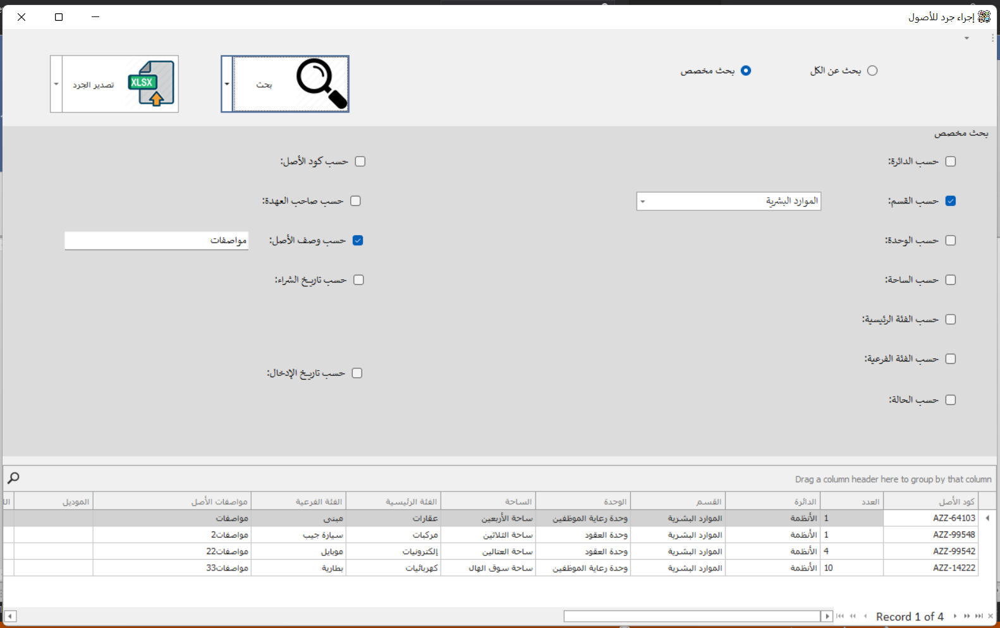 إجراء جرد للأصول
بحث عن الكل
بحث مخصص
بحث
تصدير الجرد
XLSX
بحث مخصص
حسب الدائرة:
حسب كود الأصل:
حسب القسم: الموارد البشرية
حسب صاحب العهدة:
حسب الوحدة:
حسب وصف الأصل: مواصفات
حسب الساحة:
حسب تاريخ الشراء:
حسب الفئة الرئيسية:
حسب الفئة الفرعية:
حسب تاريخ الإدخال:
حسب الحالة:
Drag a column header here to group by that column
كود الأصل العدد الدائرة القسم الوحدة الساحة الفئة الرئيسية الفئة الفرعية مواصفات الأصل الموديل
AZZ-64103 1 الأنظمة الموارد البشرية وحدة رعاية الموظفين ساحة الأربعين عقارات مبنى مواصفات
AZZ-99548 1 الأنظمة الموارد البشرية وحدة العقود ساحة الثلاثين مركبات سيارة جيب مواصفات2
AZZ-99542 4 الأنظمة الموارد البشرية وحدة العقود ساحة العتالين إلكترونيات موبايل مواصفات22
AZZ-14222 10 الأنظمة الموارد البشرية وحدة رعاية الموظفين ساحة سوق الهال كهربائيات بطارية مواصفات33
Record 1 of 4